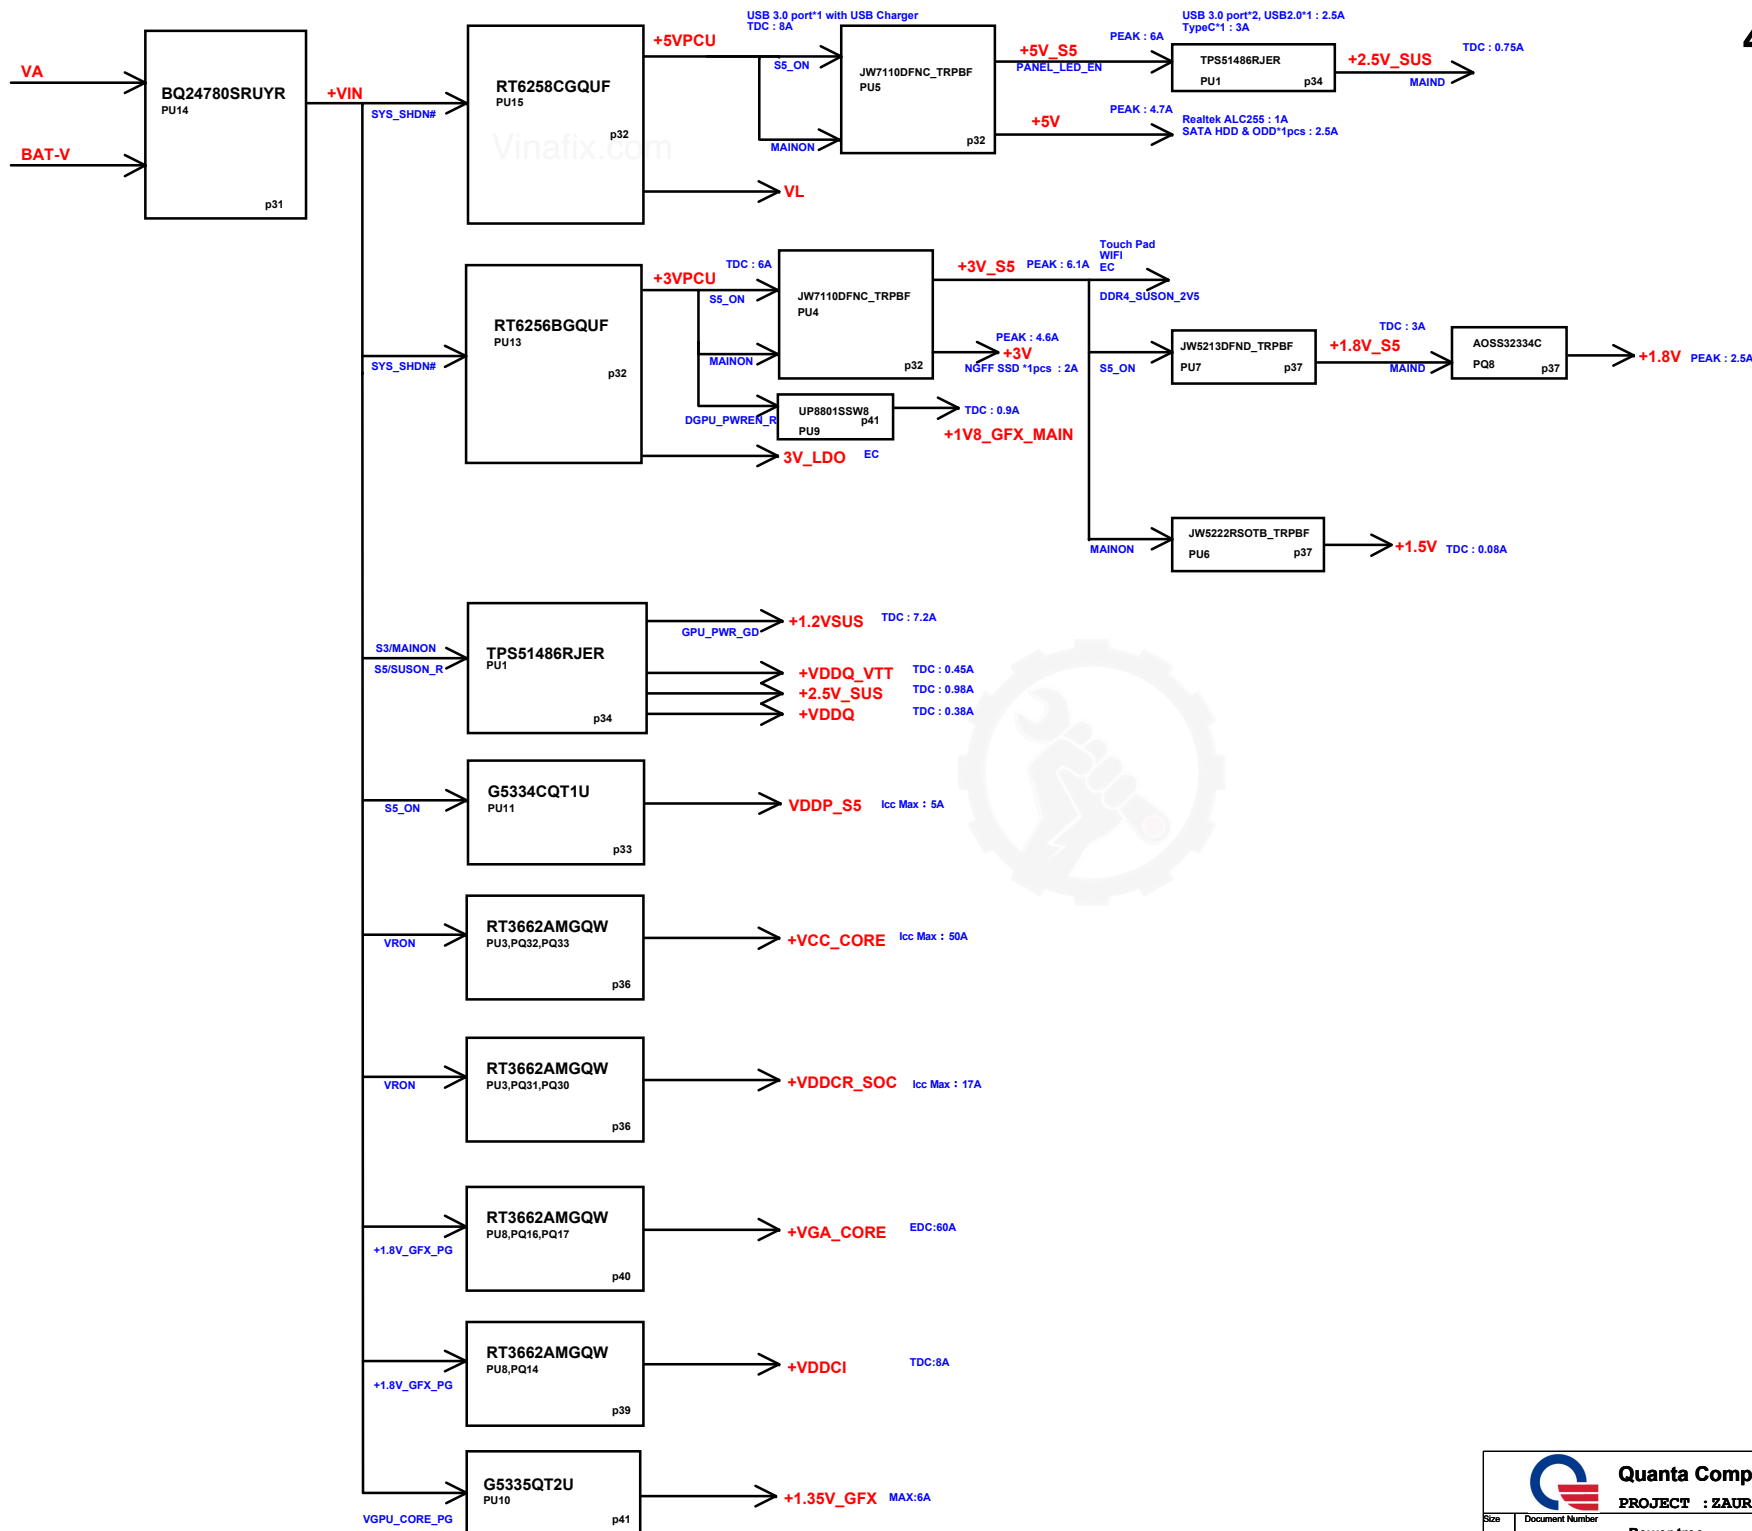 VA
BAT-V
BQ24780SRUYR
PU14
p31
+VIN
SYS_SHDN#
RT6258CGQUF
PU15
p32
Vinafix.com
+5VPCU
VL
USB 3.0 port*1 with USB Charger
TDC : 8A
S5_ON
MAINON
JW7110DFNC_TRPBF
PU5
p32
+5V_S5
PANEL_LED_EN
PEAK : 6A
+5V
PEAK : 4.7A
Realtek ALC255 : 1A
SATA HDD & ODD*1pcs : 2.5A
USB 3.0 port*2, USB2.0*1 : 2.5A
TypeC*1 : 3A
TPS51486RJER
PU1
p34
+2.5V_SUS
MAIND
TDC : 0.75A
SYS_SHDN#
RT6256BGQUF
PU13
p32
+3VPCU
TDC : 6A
S5_ON
MAINON
JW7110DFNC_TRPBF
PU4
p32
+3V_S5
PEAK : 6.1A
Touch Pad
WIFI
EC
DDR4_SUSON_2V5
PEAK : 4.6A
+3V
NGFF SSD *1pcs : 2A
DGPU_PWREN_R
UP8801SSW8
p41
PU9
TDC : 0.9A
+1V8_GFX_MAIN
3V_LDO
EC
S5_ON
JW5213DFND_TRPBF
PU7
p37
+1.8V_S5
TDC : 3A
MAIND
AOSS32334C
PQ8
p37
+1.8V
PEAK : 2.5A
MAINON
JW5222RSOTB_TRPBF
PU6
p37
+1.5V
TDC : 0.08A
S3/MAINON
S5/SUSON_R
TPS51486RJER
PU1
p34
GPU_PWR_GD
+1.2VSUS
TDC : 7.2A
+VDDQ_VTT
TDC : 0.45A
+2.5V_SUS
TDC : 0.98A
+VDDQ
TDC : 0.38A
S5_ON
G5334CQT1U
PU11
p33
VDDP_S5
Icc Max : 5A
VRON
RT3662AMGQW
PU3,PQ32,PQ33
p36
+VCC_CORE
Icc Max : 50A
VRON
RT3662AMGQW
PU3,PQ31,PQ30
p36
+VDDCR_SOC
Icc Max : 17A
+1.8V_GFX_PG
RT3662AMGQW
PU8,PQ16,PQ17
p40
+VGA_CORE
EDC:60A
+1.8V_GFX_PG
RT3662AMGQW
PU8,PQ14
p39
+VDDCI
TDC:8A
VGPU_CORE_PG
G5335QT2U
PU10
p41
+1.35V_GFX
MAX:6A
Quanta Comp
PROJECT : ZAUR
Size
Document Number